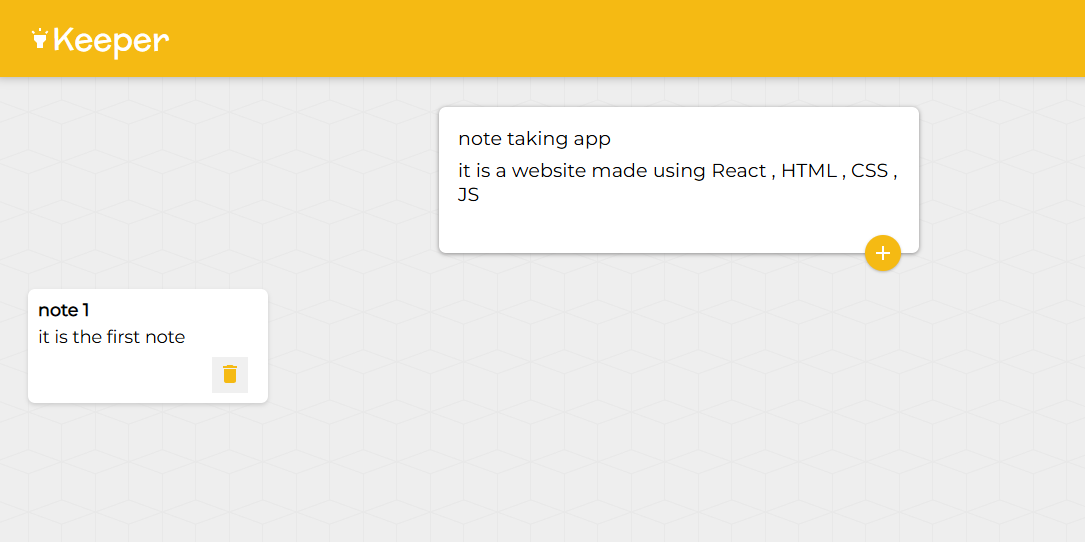 Keeper
note taking app
it is a website made using React , HTML , CSS ,
JS
note 1
it is the first note